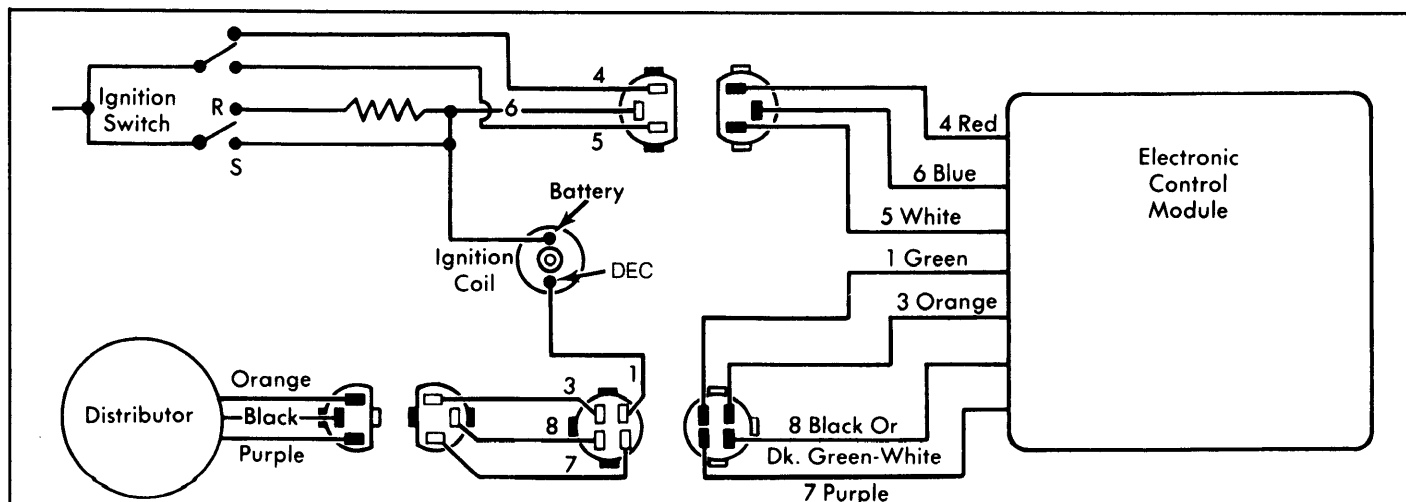 Ignition
Switch
R
S
4
6
5
Battery
Ignition
Coil
DEC
4 Red
6 Blue
5 White
1 Green
3 Orange
Electronic
Control
Module
Distributor
Orange
Black
Purple
3
1
8
7
8 Black Or
Dk. Green-White
7 Purple